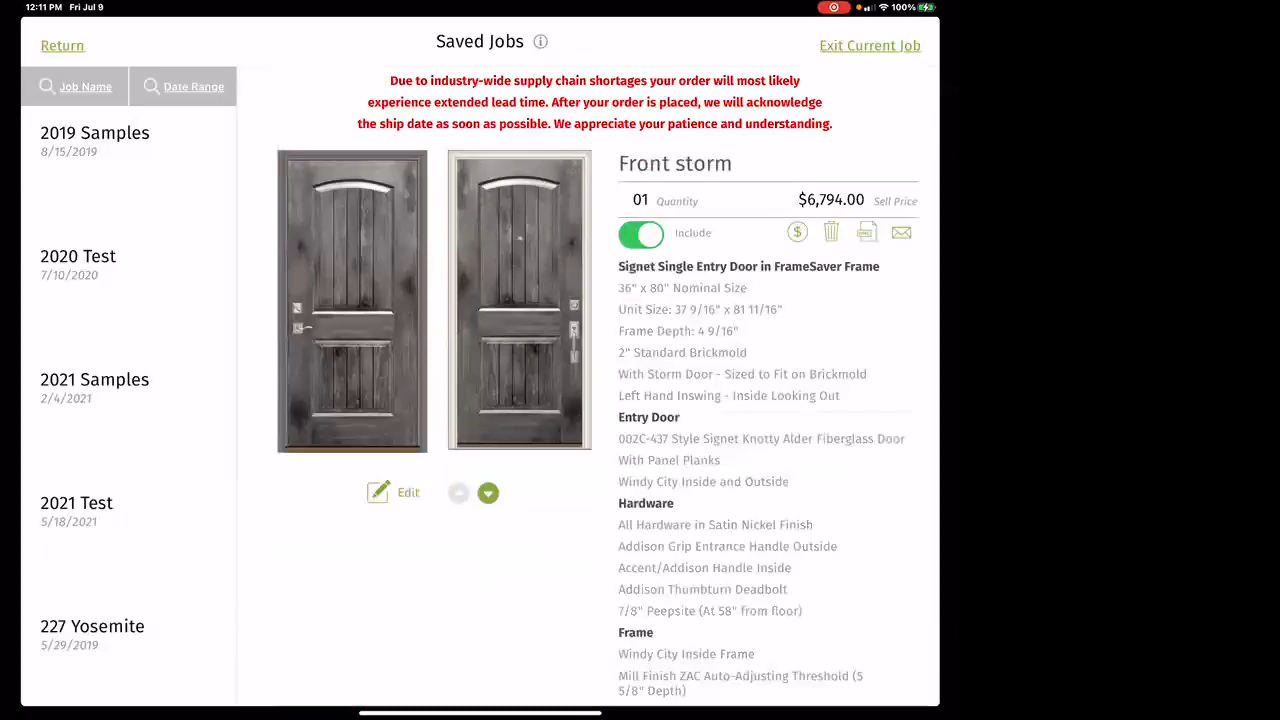 12:11 PM Fri Jul 9
100%
Return
Saved Jobs
Exit Current Job
Job Name
Date Range
Due to industry-wide supply chain shortages your order will most likely
experience extended lead time. After your order is placed, we will acknowledge
the ship date as soon as possible. We appreciate your patience and understanding.
2019 Samples
8/15/2019
2020 Test
7/10/2020
2021 Samples
2/4/2021
2021 Test
5/18/2021
227 Yosemite
5/29/2019
Edit
Front storm
01 Quantity $6,794.00 Sell Price
Include
Signet Single Entry Door in FrameSaver Frame
36" x 80" Nominal Size
Unit Size: 37 9/16" x 81 11/16"
Frame Depth: 4 9/16"
2" Standard Brickmold
With Storm Door - Sized to Fit on Brickmold
Left Hand Inswing - Inside Looking Out
Entry Door
002C-437 Style Signet Knotty Alder Fiberglass Door
With Panel Planks
Windy City Inside and Outside
Hardware
All Hardware in Satin Nickel Finish
Addison Grip Entrance Handle Outside
Accent/Addison Handle Inside
Addison Thumbturn Deadbolt
7/8" Peepsite (At 58" from floor)
Frame
Windy City Inside Frame
Mill Finish ZAC Auto-Adjusting Threshold (5
5/8" Depth)